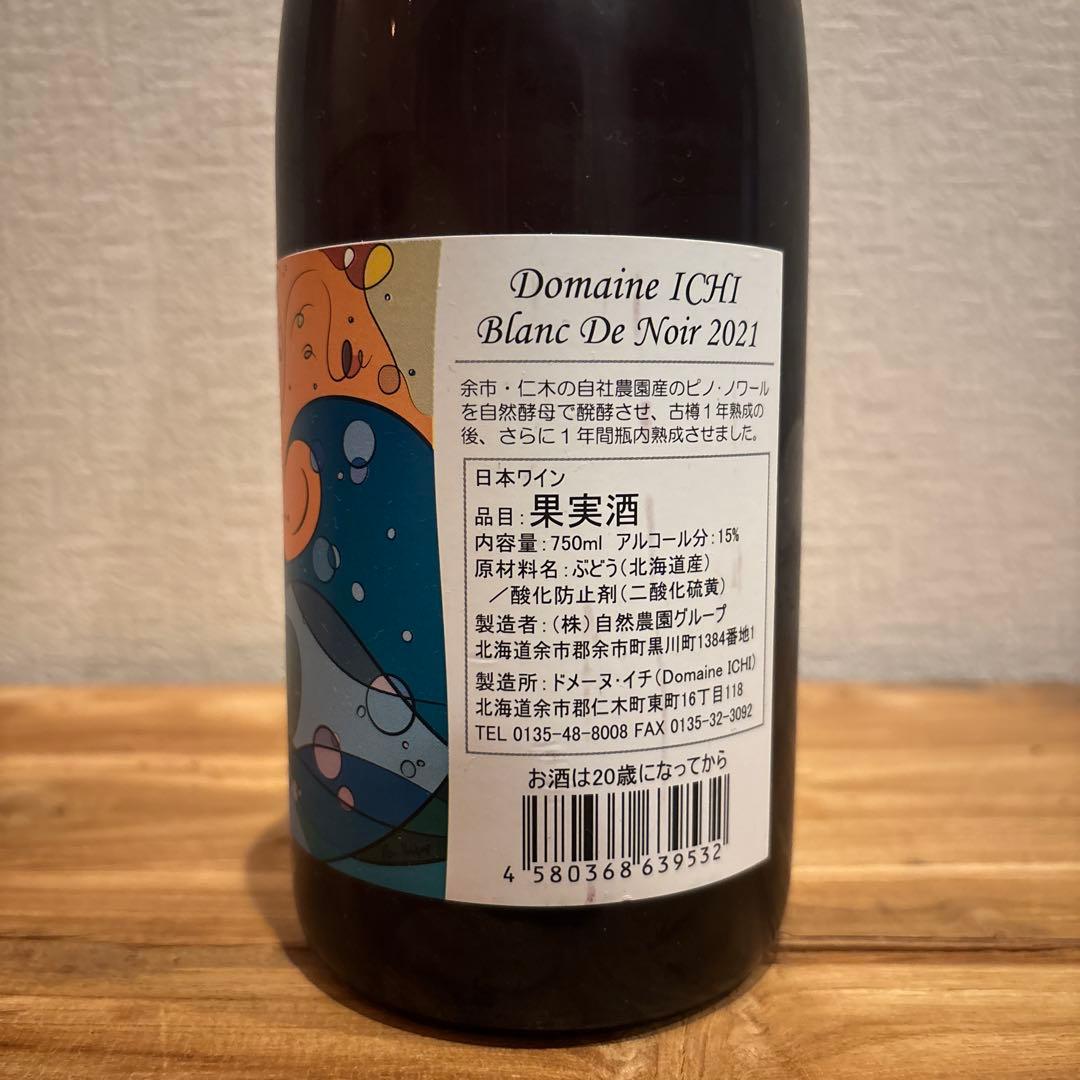 Domaine ICHI
Blanc De Noir 2021
余市・仁木の自社農園産のピノ・ノワール
を自然酵母で醗酵させ、古樽1年熟成の
後、さらに1年間瓶内熟成させました。
日本ワイン
品目：果実酒
内容量：750ml アルコール分：15%
原材料名：ぶどう（北海道産）
／酸化防止剤（二酸化硫黄）
製造者：（株）自然農園グループ
北海道余市郡余市町黒川町1384番地1
製造所：ドメーヌ・イチ（Domaine ICHI）
北海道余市郡仁木町東町16丁目118
TEL 0135-48-8008 FAX 0135-32-3092
お酒は20歳になってから
4 580368 639532